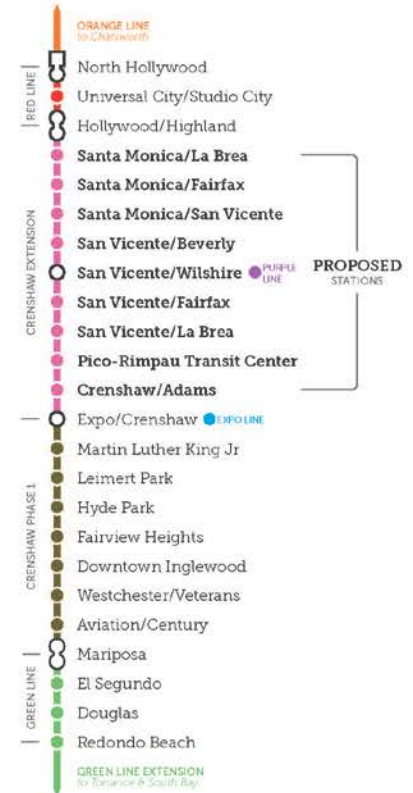 ORANGE LINE
to Chatsworth
North Hollywood
Universal City/Studio City
Hollywood/Highland
RED LINE
Santa Monica/La Brea
Santa Monica/Fairfax
Santa Monica/San Vicente
San Vicente/Beverly
San Vicente/Wilshire
PURPLE
LINE
San Vicente/Fairfax
San Vicente/La Brea
Pico-Rimpau Transit Center
Crenshaw/Adams
CRENSHAW EXTENSION
PROPOSED
STATIONS
Expo/Crenshaw
EXPO LINE
Martin Luther King Jr
Leimert Park
Hyde Park
Fairview Heights
Downtown Inglewood
Westchester/Veterans
Aviation/Century
CRENSHAW PHASE 1
Mariposa
El Segundo
Douglas
Redondo Beach
GREEN LINE
GREEN LINE EXTENSION
to Torrance & South Bay